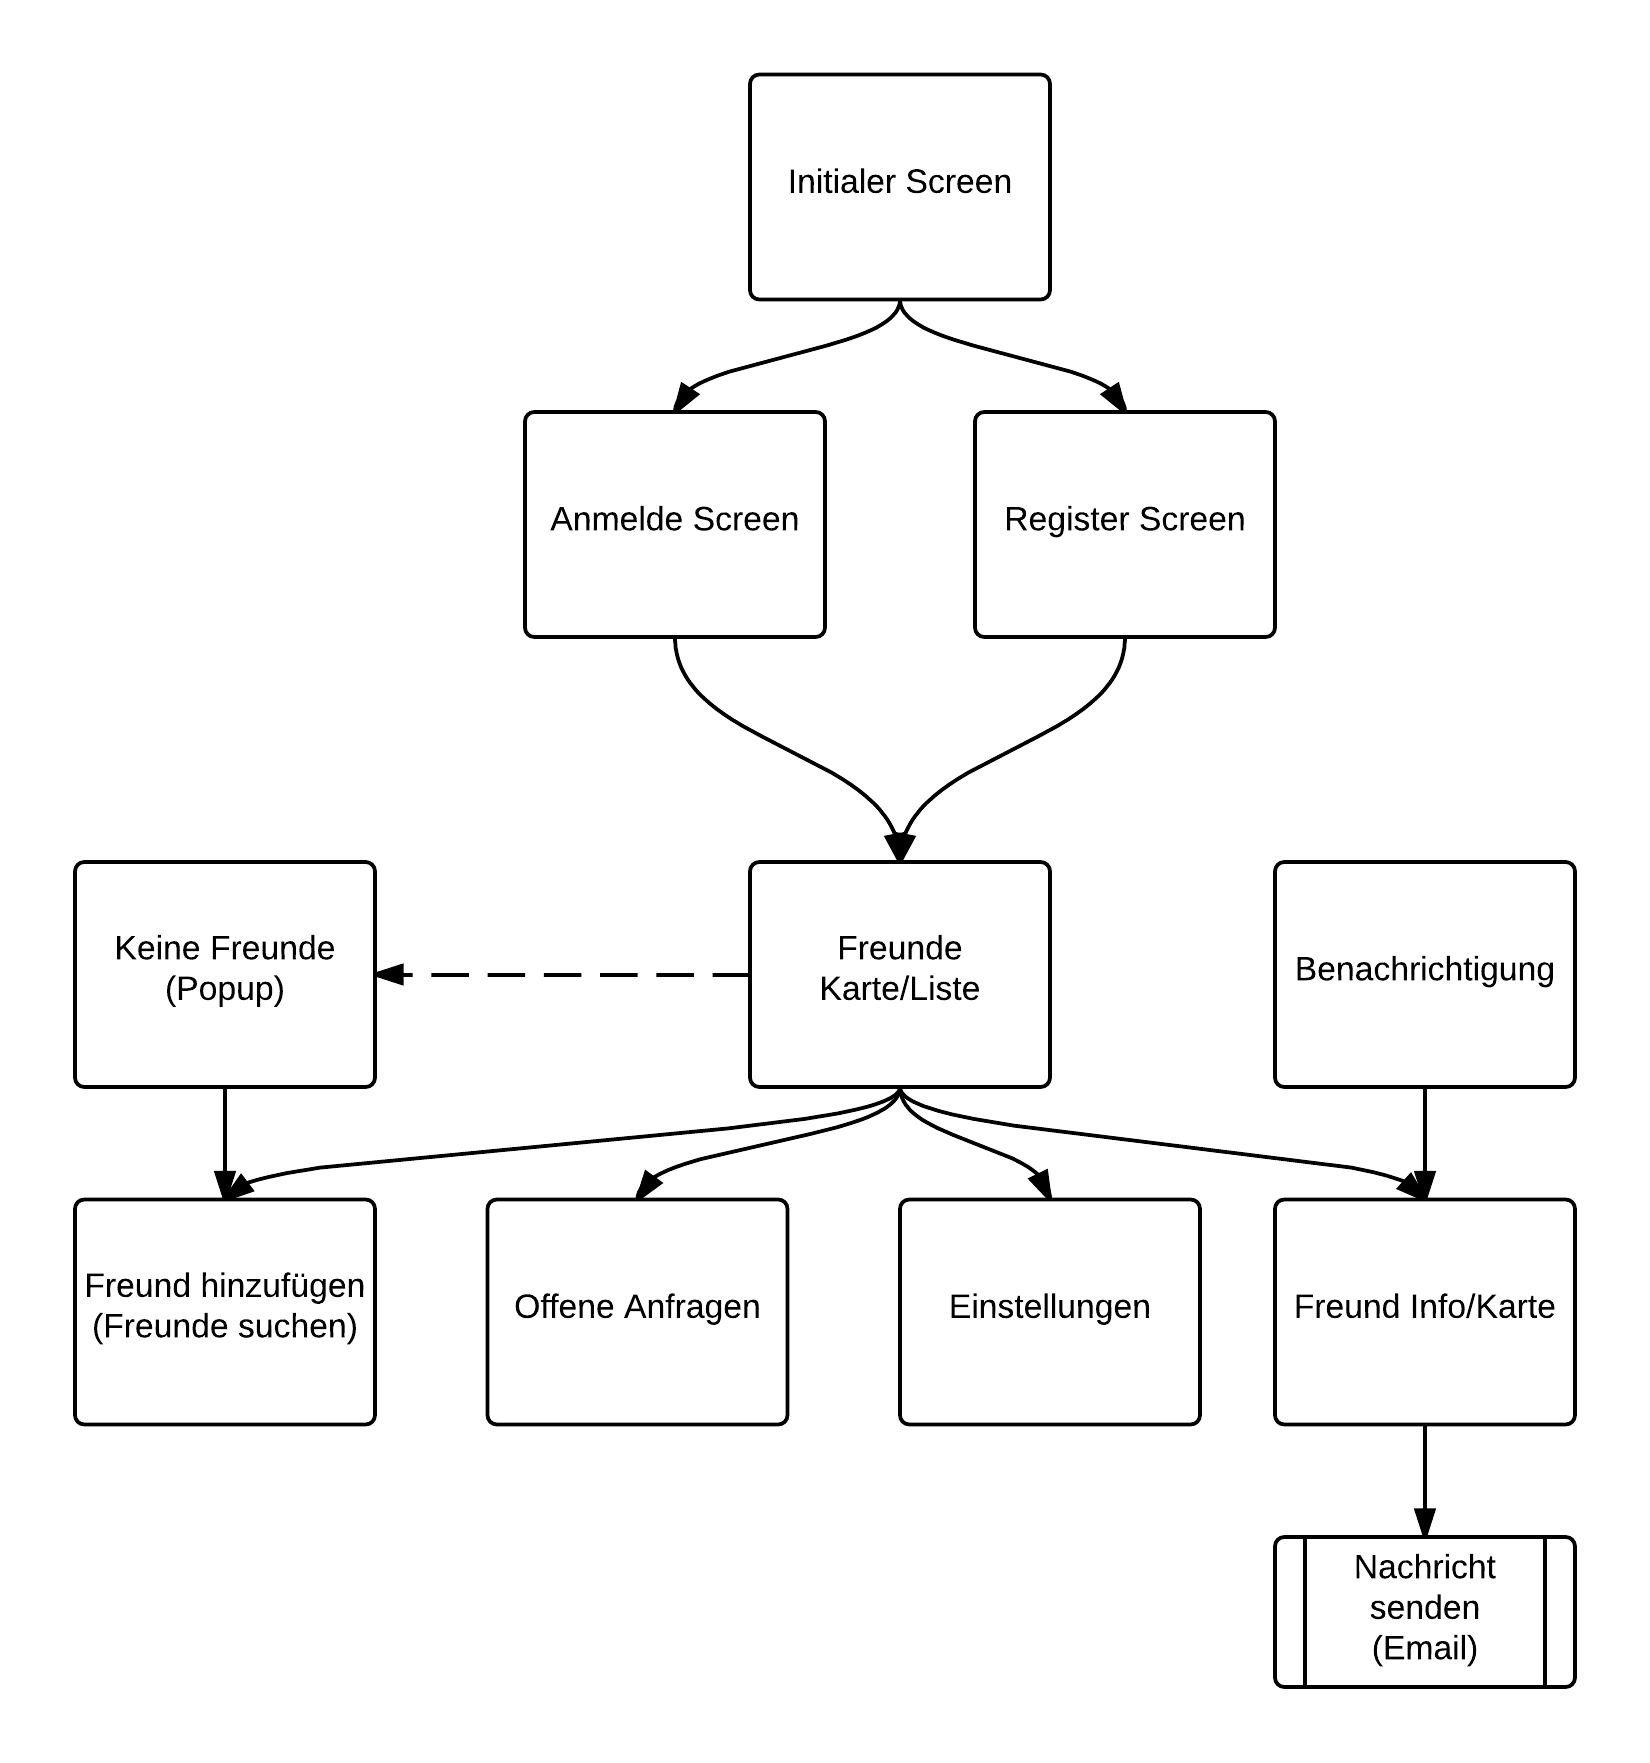 Initialer Screen
Anmelde Screen
Register Screen
Keine Freunde
(Popup)
Freunde
Karte/Liste
Benachrichtigung
Freund hinzufügen
(Freunde suchen)
Offene Anfragen
Einstellungen
Freund Info/Karte
Nachricht
senden
(Email)